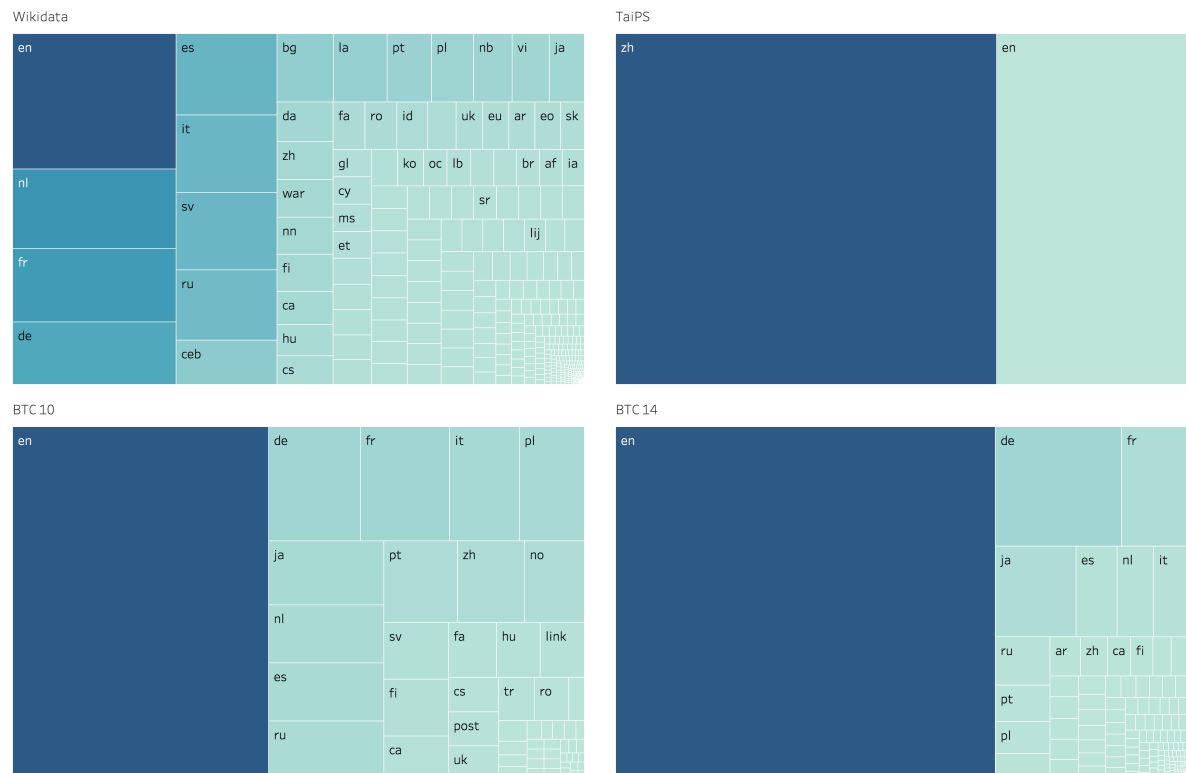 Wikidata
en
nl
fr
de
es
it
sv
ru
ceb
bg
la
pt
pl
nb
vi
ja
da
zh
war
nn
fi
ca
hu
cs
fa
ro
id
uk
eu
ar
eo
sk
gl
cy
ms
et
ko
oc
lb
br
af
ia
sr
lij
TaiPS
zh
en
BTC 10
en
de
fr
it
pl
ja
nl
es
ru
pt
zh
no
sv
fi
ca
fa
hu
link
cs
post
uk
tr
ro
BTC 14
en
de
fr
ja
es
nl
it
ru
pt
pl
ar
zh
ca
fi